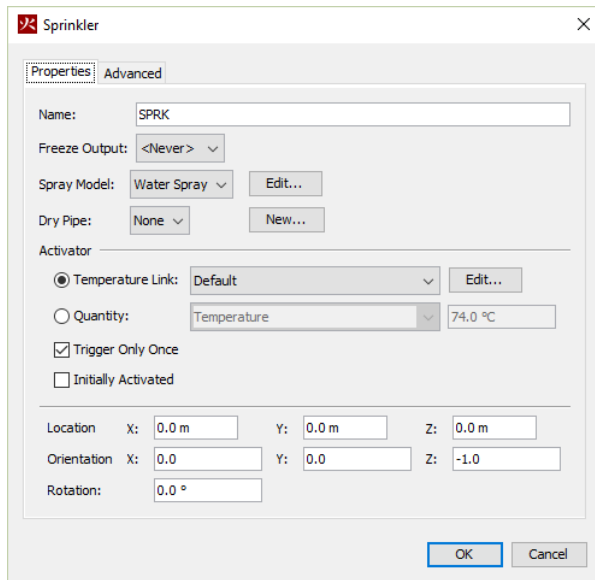 火 Sprinkler
Properties Advanced
Name: SPRK
Freeze Output: <Never>
Spray Model: Water Spray Edit...
Dry Pipe: None New...
Activator
Temperature Link: Default Edit...
Quantity: Temperature 74.0 °C
Trigger Only Once
Initially Activated
Location X: 0.0 m Y: 0.0 m Z: 0.0 m
Orientation X: 0.0 Y: 0.0 Z: -1.0
Rotation: 0.0 °
OK Cancel